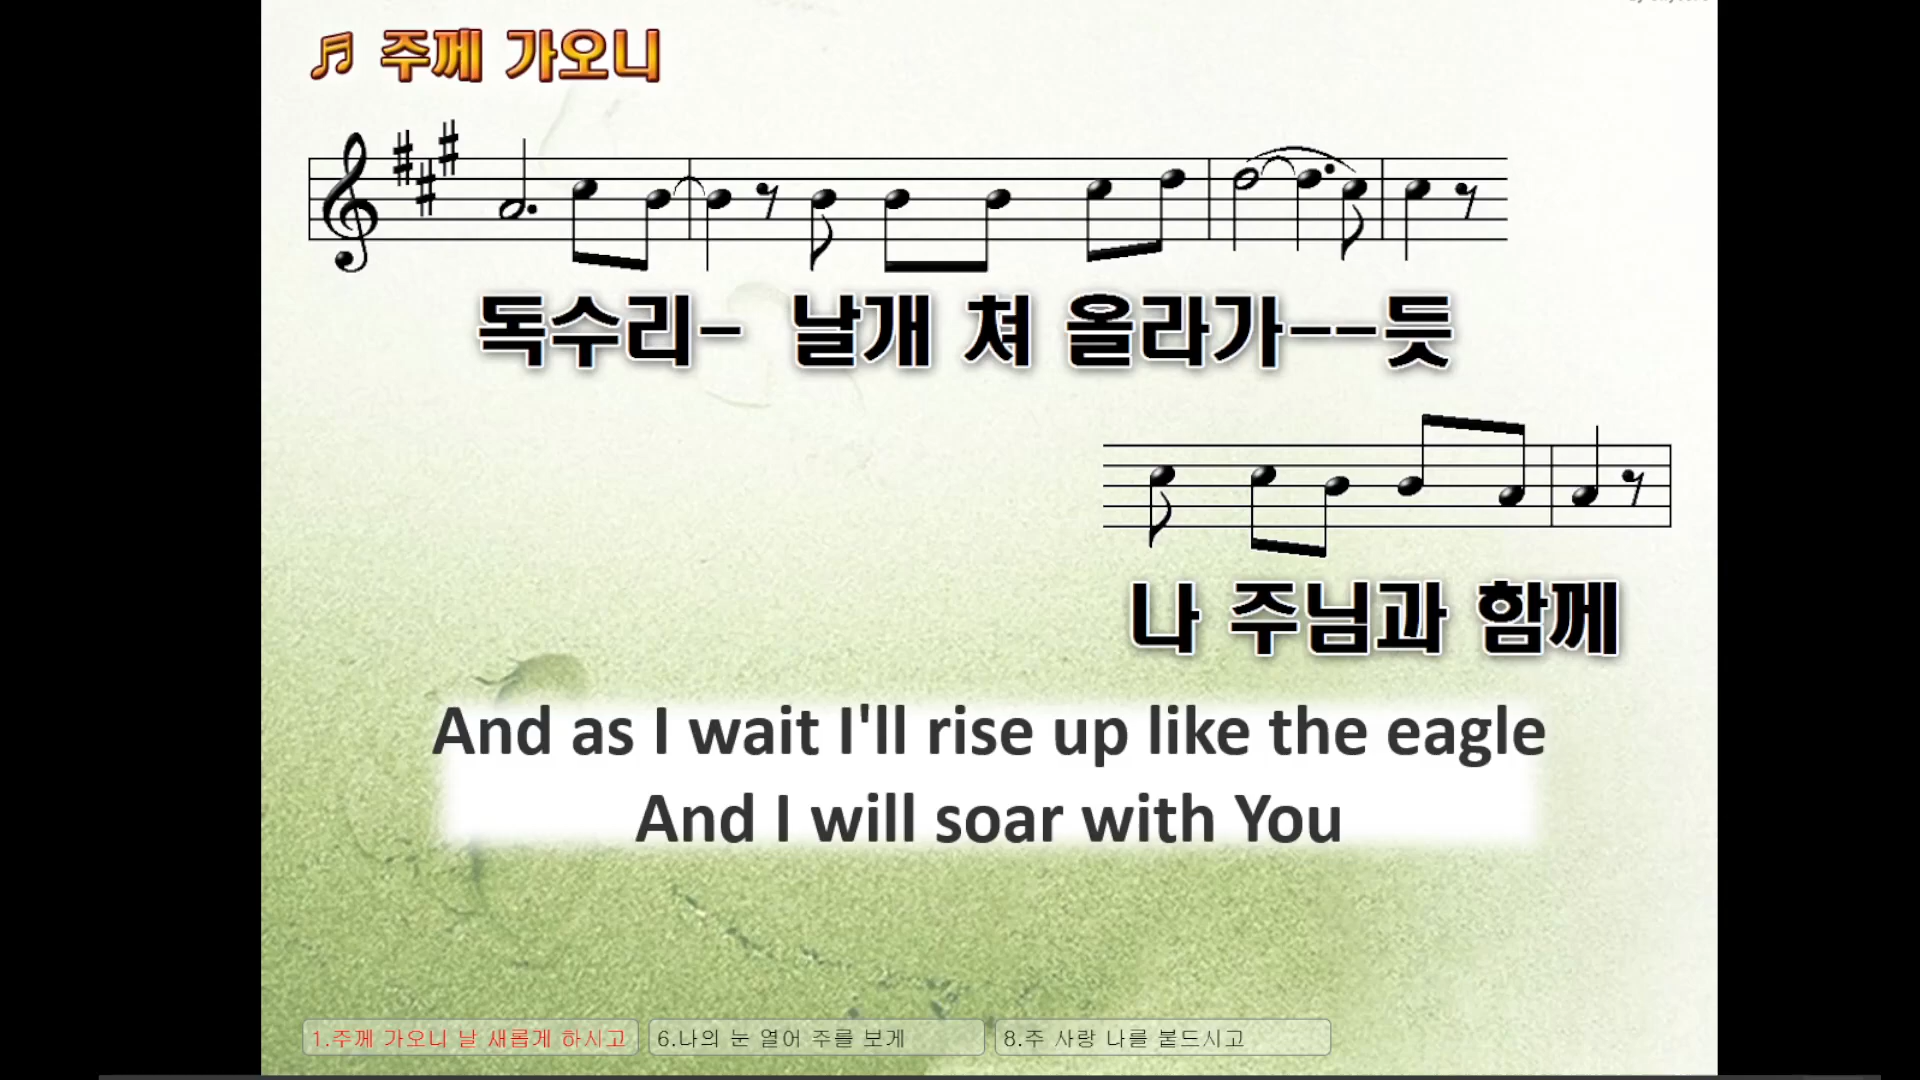 주께 가오니
독수리- 날개 쳐 올라가--듯
나 주님과 함께
And as I wait I'll rise up like the eagle
And I will soar with You
1.주께 가오니 날 새롭게 하시고
6.나의 눈 열어 주를 보게
8.주 사랑 나를 붙드시고